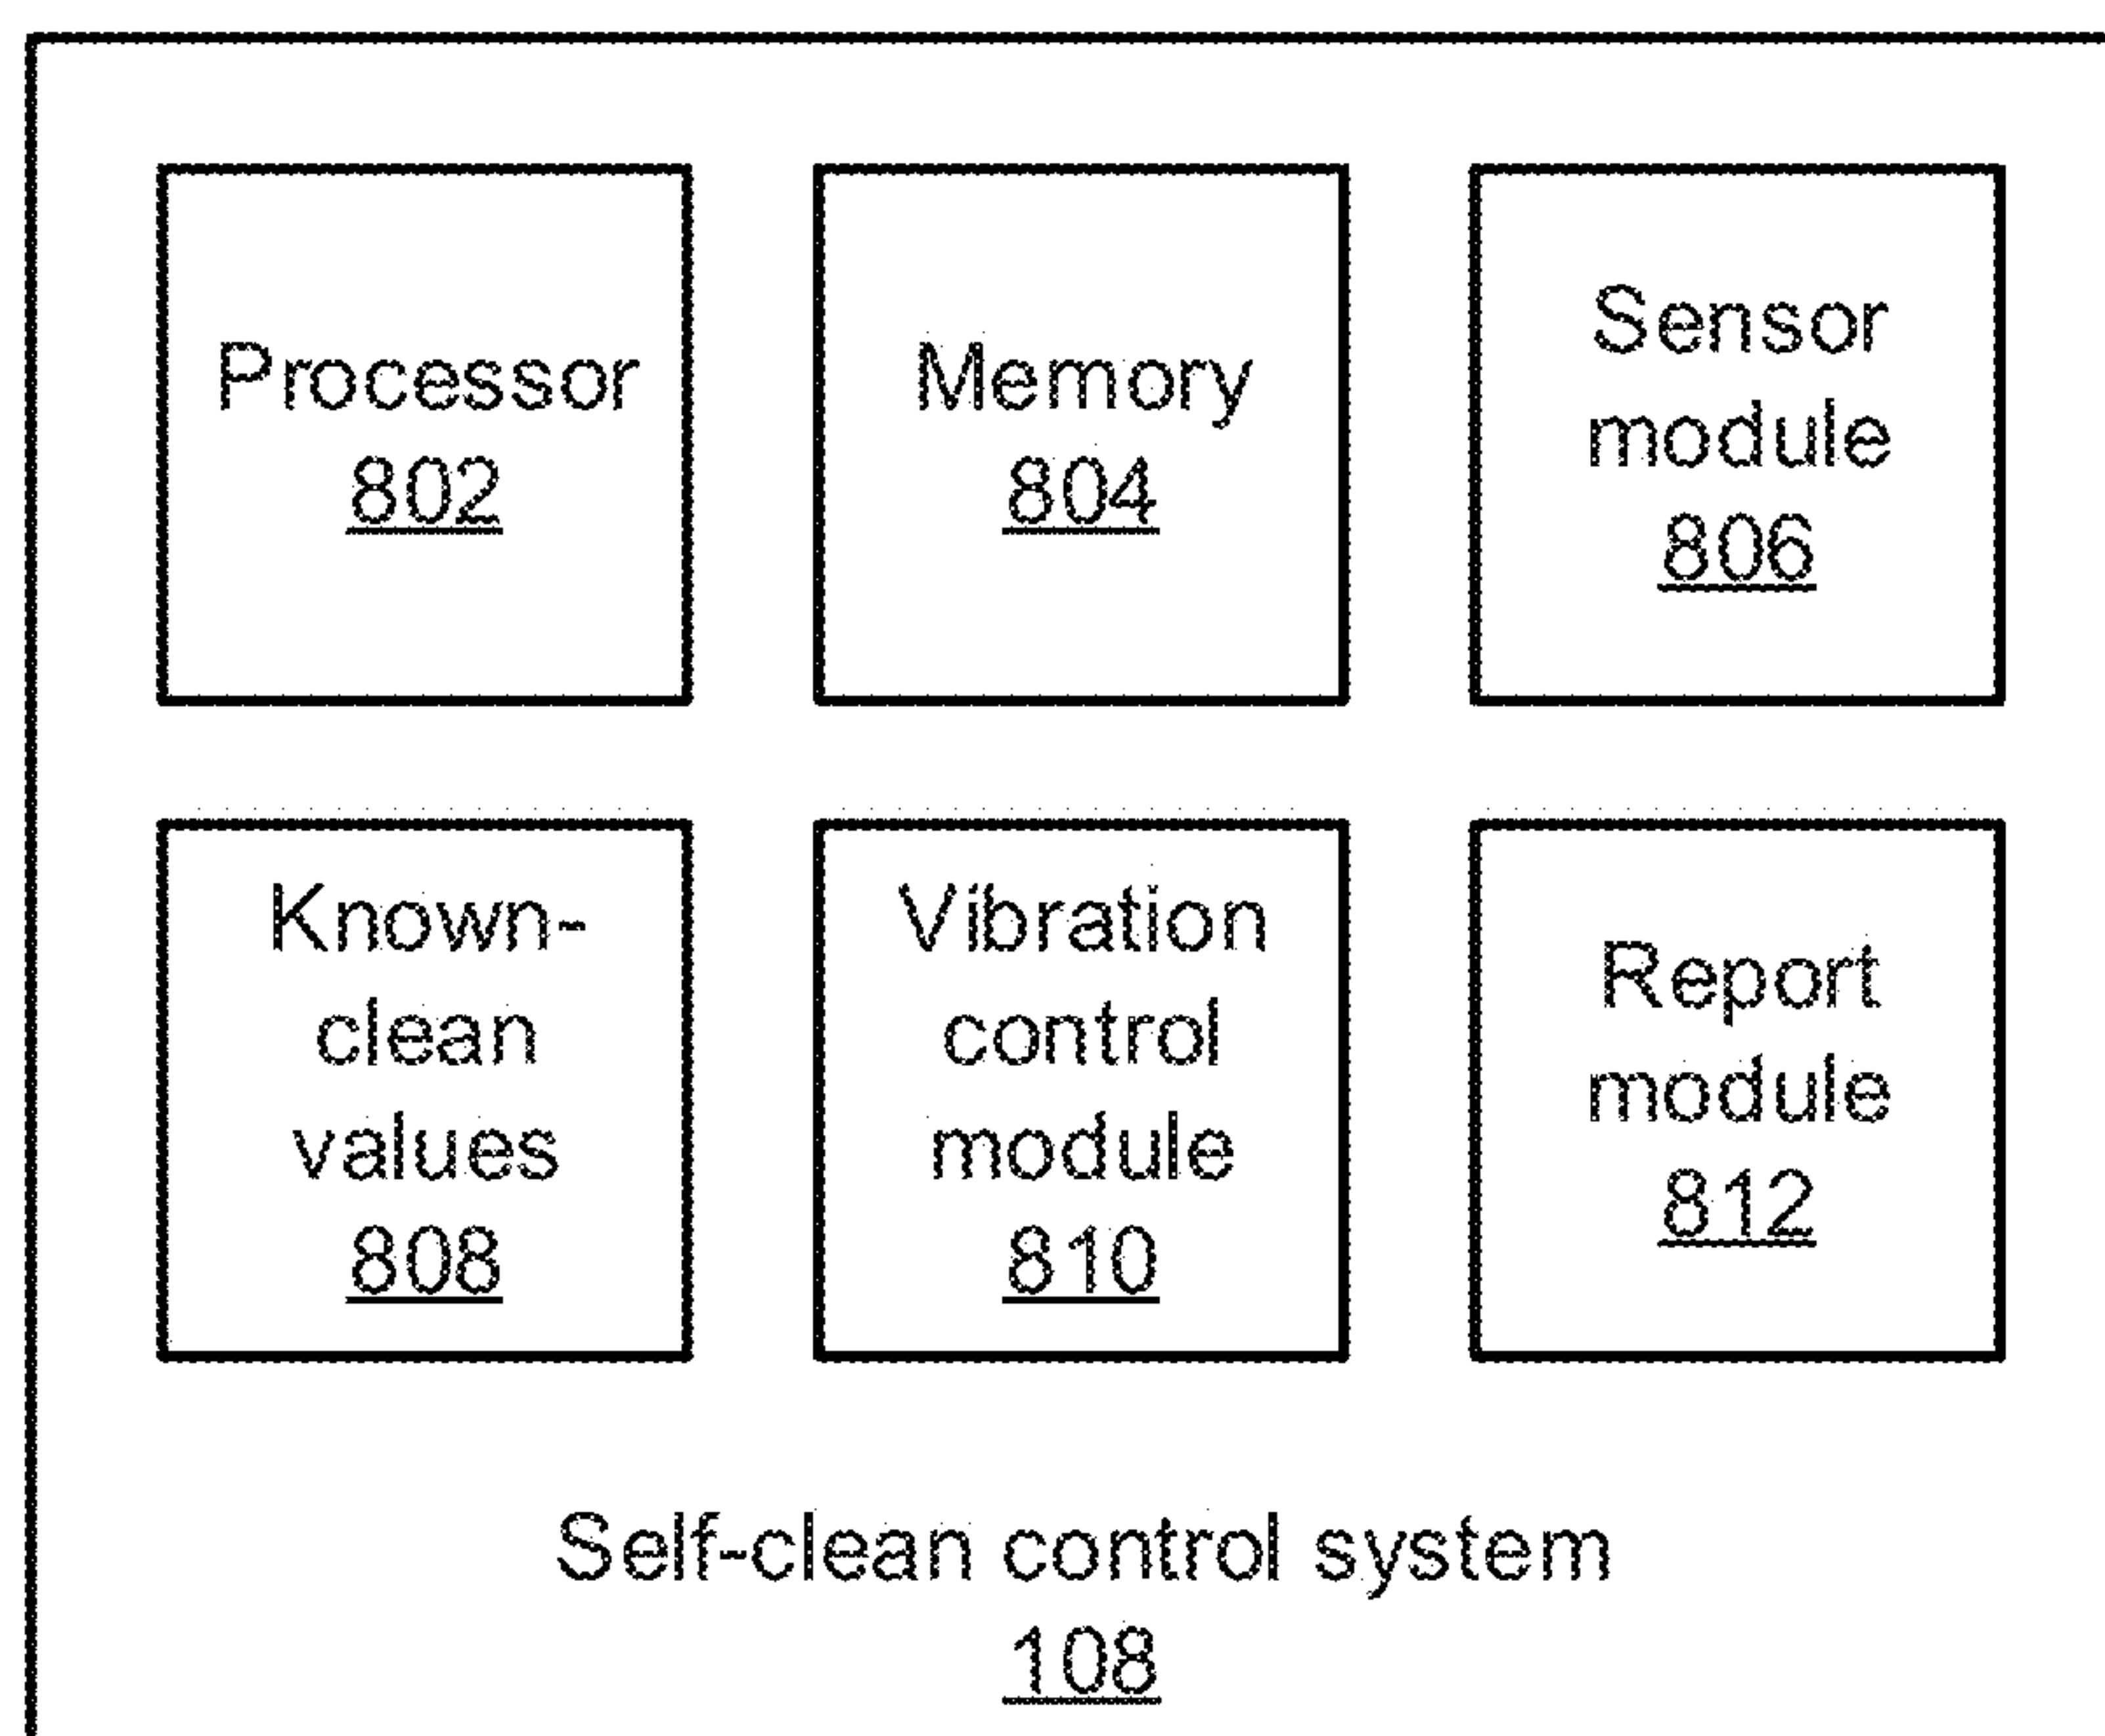 Processor
802
Memory
804
Sensor
module
806
Known-
clean
values
808
Vibration
control
module
810
Report
module
812
Self-clean control system
108